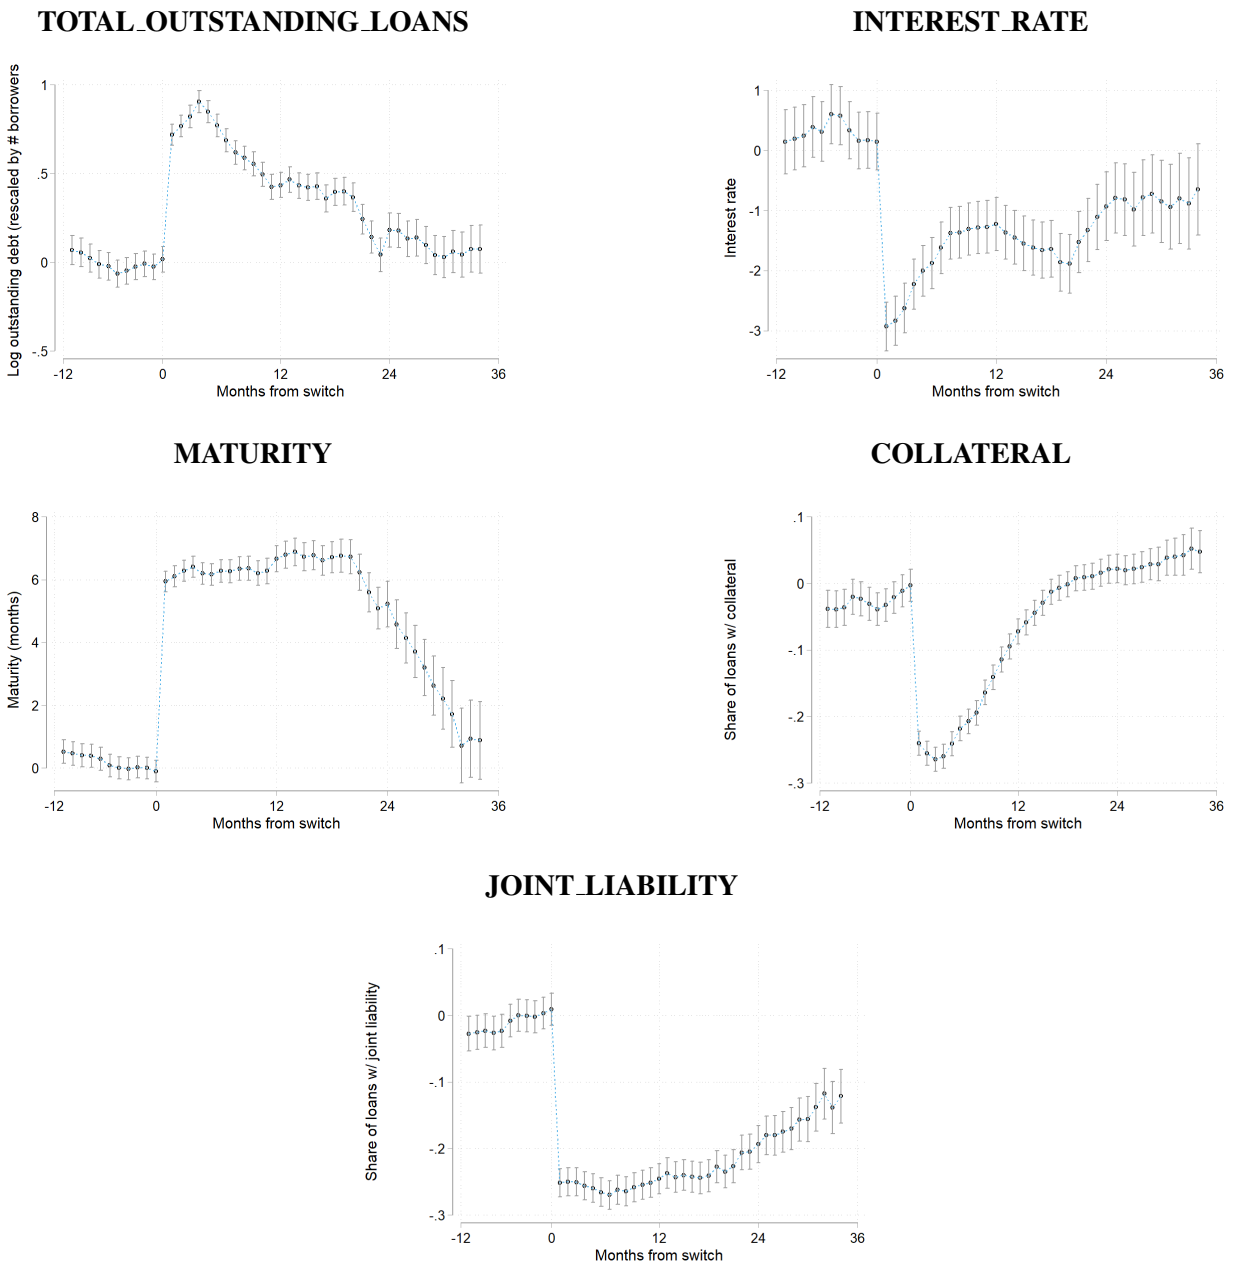 TOTAL_OUTSTANDING_LOANS
Log outstanding debt (rescaled by # borrowers
1
.5
0
-.5
-12 0 12 24 36
Months from switch
INTEREST_RATE
Interest rate
1
0
-1
-2
-3
-12 0 12 24 36
Months from switch
MATURITY
Maturity (months)
8
6
4
2
0
-12 0 12 24 36
Months from switch
COLLATERAL
Share of loans w/ collateral
.1
0
-.1
-.2
-.3
-12 0 12 24 36
Months from switch
JOINT_LIABILITY
Share of loans w/ joint liability
.1
0
-.1
-.2
-.3
-12 0 12 24 36
Months from switch